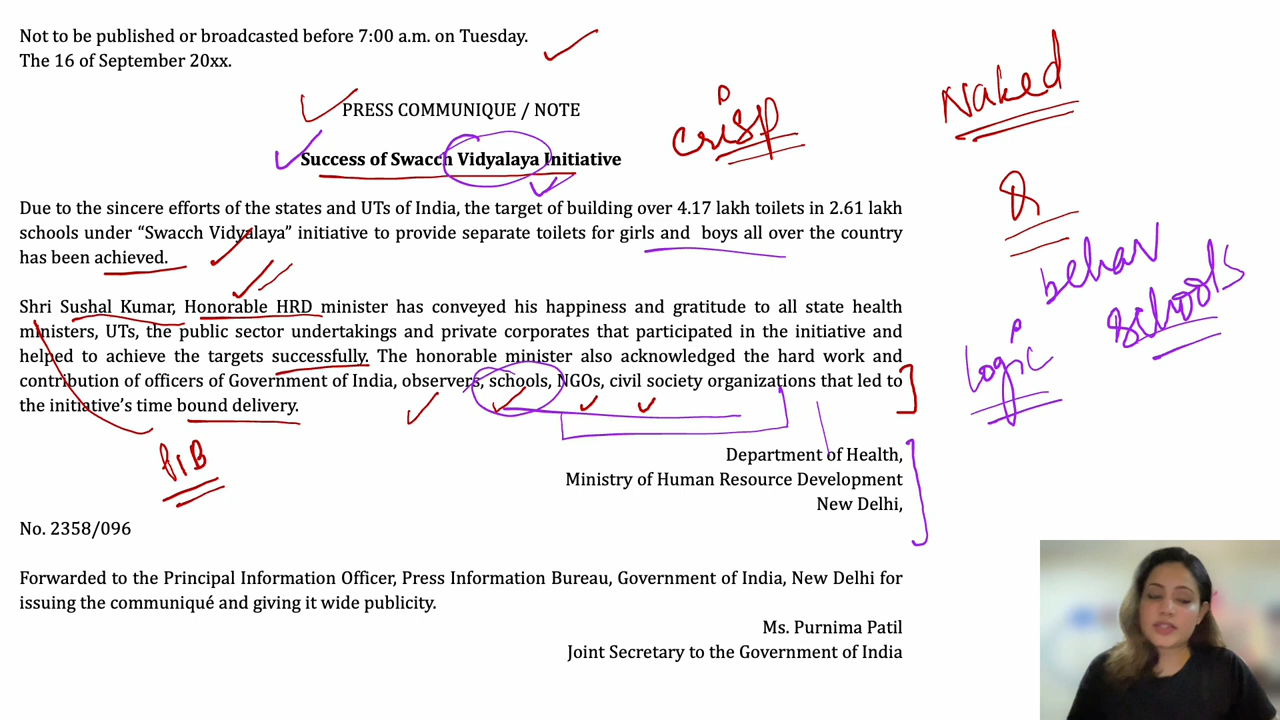 Not to be published or broadcasted before 7:00 a.m. on Tuesday.
The 16 of September 20xx.
PRESS COMMUNIQUE / NOTE
Success of Swacch Vidyalaya Initiative
Due to the sincere efforts of the states and UTs of India, the target of building over 4.17 lakh toilets in 2.61 lakh
schools under “Swacch Vidyalaya” initiative to provide separate toilets for girls and boys all over the country
has been achieved.
Shri Sushal Kumar, Honorable HRD minister has conveyed his happiness and gratitude to all state health
ministers, UTs, the public sector undertakings and private corporates that participated in the initiative and
helped to achieve the targets successfully. The honorable minister also acknowledged the hard work and
contribution of officers of Government of India, observers, schools, NGOs, civil society organizations that led to
the initiative’s time bound delivery.
Department of Health,
Ministry of Human Resource Development
New Delhi,
No. 2358/096
Forwarded to the Principal Information Officer, Press Information Bureau, Government of India, New Delhi for
issuing the communiqué and giving it wide publicity.
Ms. Purnima Patil
Joint Secretary to the Government of India
crisp
Naked
behav
schools
logic
PIB